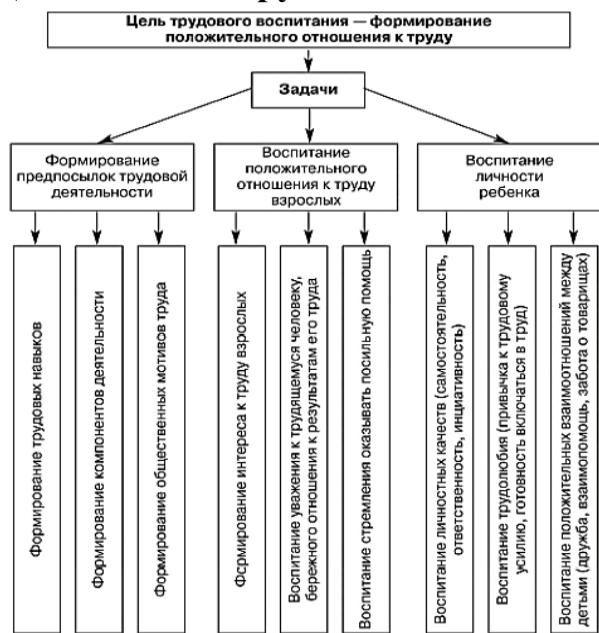 Цель трудового воспитания — формирование
положительного отношения к труду
Задачи
Формирование
предпосылок трудовой
деятельности
Воспитание
положительного
отношения к труду
взрослых
Воспитание
личности
ребенка
Формирование трудовых навыков
Формирование компонентов деятельности
Формирование общественных мотивов труда
Формирование интереса к труду взрослых
Воспитание уважения к трудящемуся человеку,
бережного отношения к результатам его труда
Воспитание стремления оказывать посильную помощь
Воспитание личностных качеств (самостоятельность,
ответственность, инциативность)
Воспитание трудолюбия (привычка к трудовому
усилию, готовность включаться в труд)
Воспитание положительных взаимоотношений между
детьми (дружба, взаимопомощь, забота о товарищах)